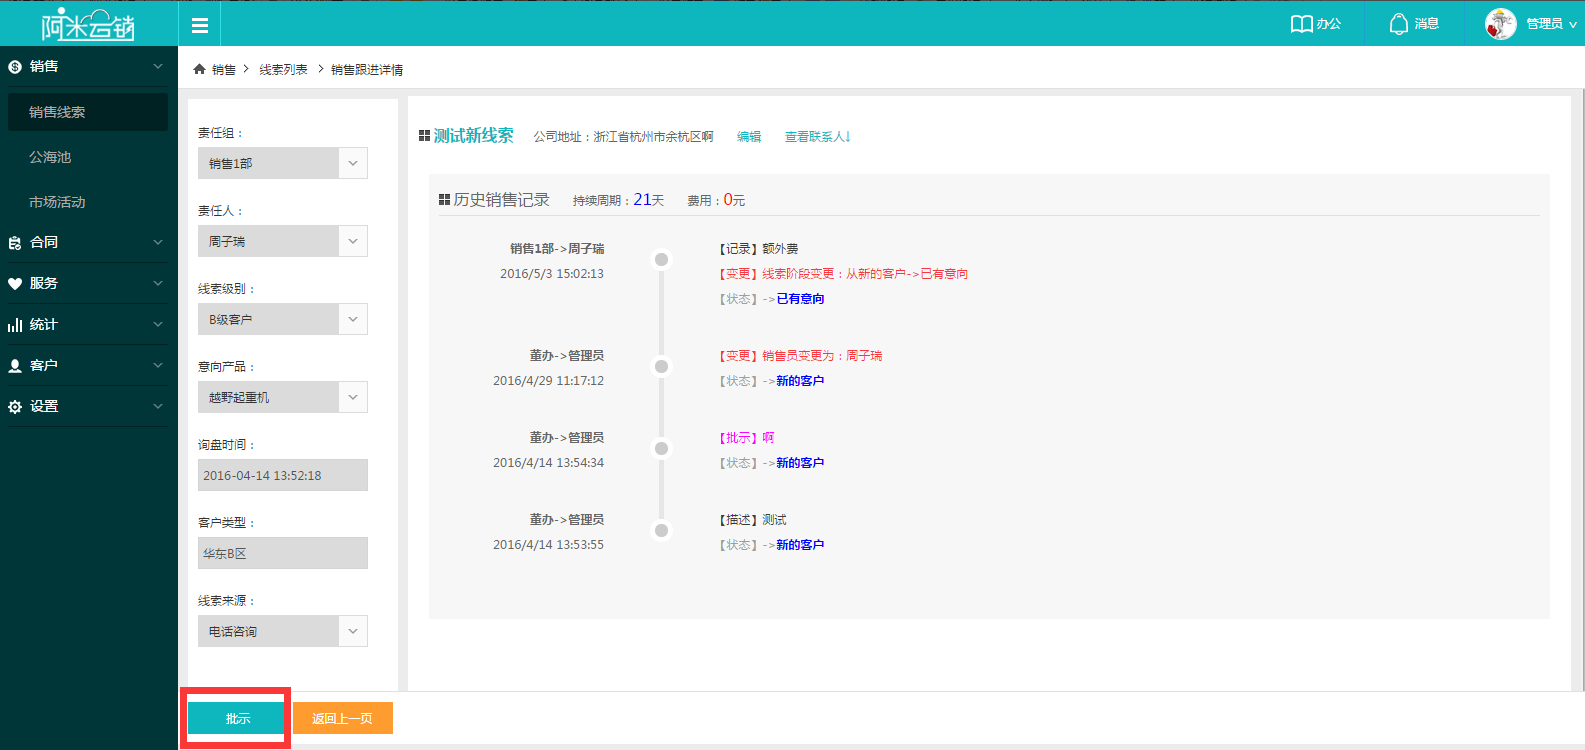 阿米云销
办公
消息
管理员
销售
销售线索
公海池
市场活动
合同
服务
统计
客户
设置
销售 > 线索列表 > 销售跟进详情
责任组：
销售1部
责任人：
周子瑞
线索级别：
B级客户
意向产品：
越野起重机
询盘时间：
2016-04-14 13:52:18
客户类型：
华东B区
线索来源：
电话咨询
测试新线索 公司地址：浙江省杭州市余杭区啊 编辑 查看联系人↓
历史销售记录 持续周期：21天 费用：0元
销售1部->周子瑞
2016/5/3 15:02:13
【记录】额外费
【变更】线索阶段变更：从新的客户->已有意向
【状态】->已有意向
董办->管理员
2016/4/29 11:17:12
【变更】销售员变更为：周子瑞
【状态】->新的客户
董办->管理员
2016/4/14 13:54:34
【批示】啊
【状态】->新的客户
董办->管理员
2016/4/14 13:53:55
【描述】测试
【状态】->新的客户
批示
返回上一页